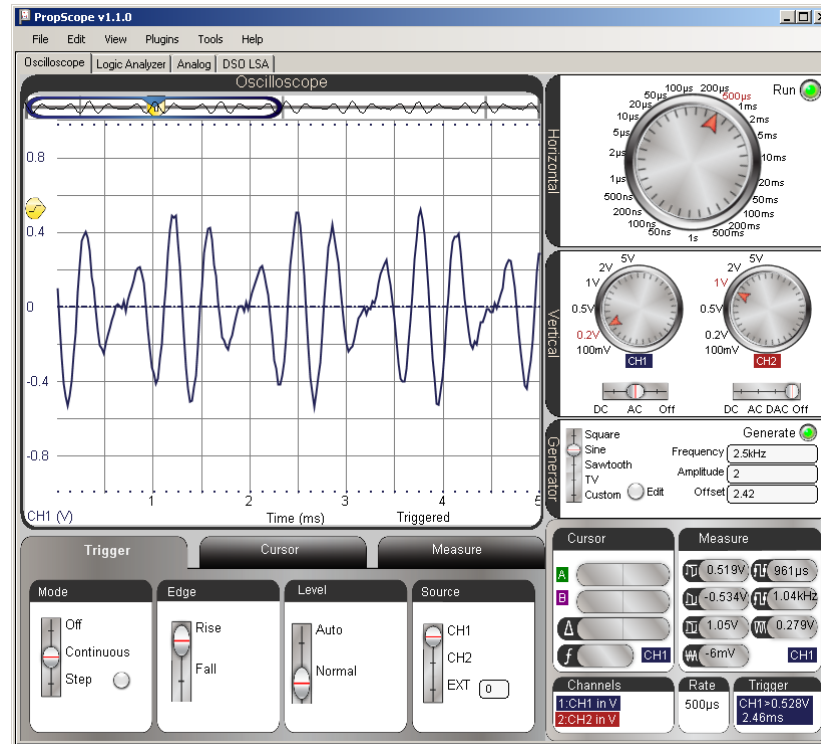 PropScope v1.1.0
File Edit View Plugins Tools Help
Oscilloscope Logic Analyzer Analog DSO LSA
Oscilloscope
0.8
0.4
0
-0.4
-0.8
1 2 3 4 5
CH1 (V) Time (ms) Triggered
Horizontal
Run
50µs 100µs 200µs 500µs
20µs 1ms
10µs 2ms
5µs 5ms
2µs 10ms
1µs 20ms
500ns 50ms
200ns 100ms
100ns 200ms
50ns 1s 500ms
Vertical
2V 5V 2V 5V
1V 1V
0.5V 0.5V
0.2V 0.2V
100mV 100mV
CH1 CH2
DC AC Off DC AC DAC Off
Generator
Square Generate
Sine Frequency 2.5kHz
Sawtooth Amplitude 2
TV Offset 2.42
Custom Edit
Trigger Cursor Measure
Mode
Off
Continuous
Step
Edge
Rise
Fall
Level
Auto
Normal
Source
CH1
CH2
EXT 0
Cursor
A
B
Δ
f CH1
Measure
0.519V 961µs
-0.534V 1.04kHz
1.05V 0.279V
-6mV CH1
Channels
1:CH1 in V
2:CH2 in V
Rate
500µs
Trigger
CH1>0.528V
2.46ms